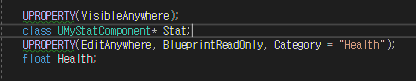 UPROPERTY(VisibleAnywhere);
class UMyStatComponent* Stat;
UPROPERTY(EditAnywhere, BlueprintReadOnly, Category = "Health");
float Health;